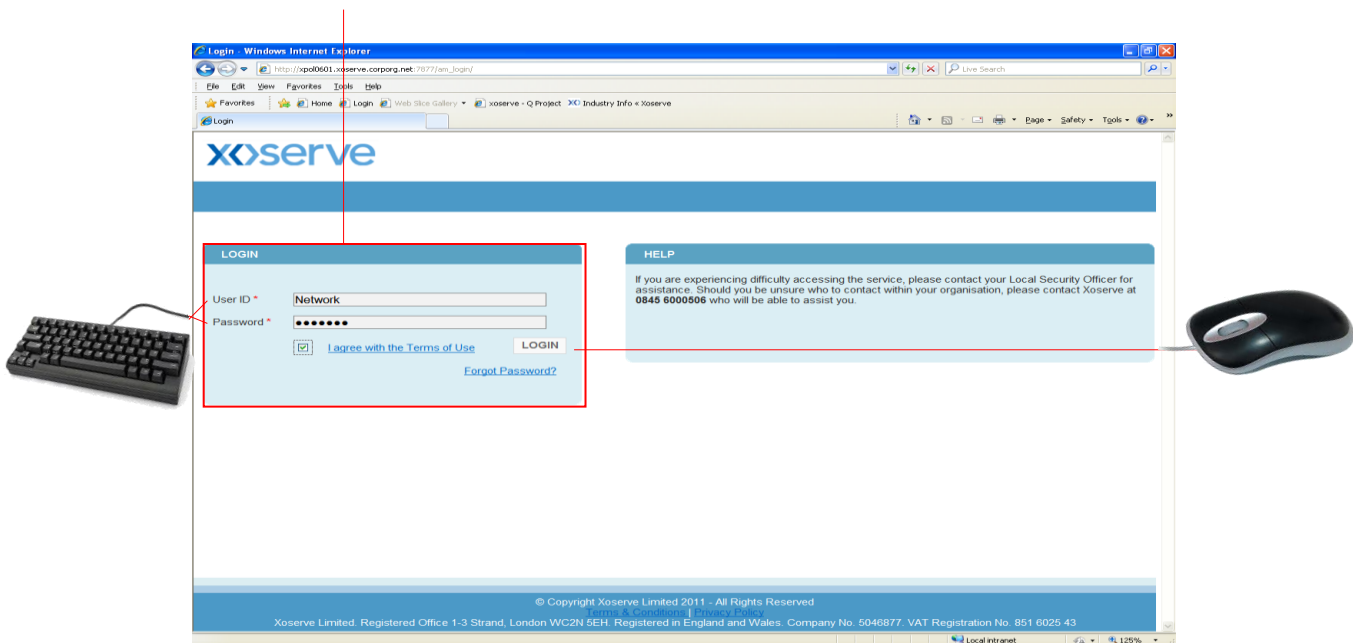 Login - Windows Internet Explorer
http://xpol0601.xoserve.corporg.net:7877/am_login/
Live Search
File Edit View Favorites Tools Help
Favorites Home Login Web Slice Gallery xoserve - Q Project XO Industry Info « Xoserve
Login
Page Safety Tools
xoserve
LOGIN
HELP
If you are experiencing difficulty accessing the service, please contact your Local Security Officer for
assistance. Should you be unsure who to contact within your organisation, please contact Xoserve at
0845 6000506 who will be able to assist you.
User ID *
Network
Password *
I agree with the Terms of Use
LOGIN
Forgot Password?
© Copyright Xoserve Limited 2011 - All Rights Reserved
Terms & Conditions | Privacy Policy
Xoserve Limited. Registered Office 1-3 Strand, London WC2N 5EH. Registered in England and Wales. Company No. 5046877. VAT Registration No. 851 6025 43
Local intranet
125%